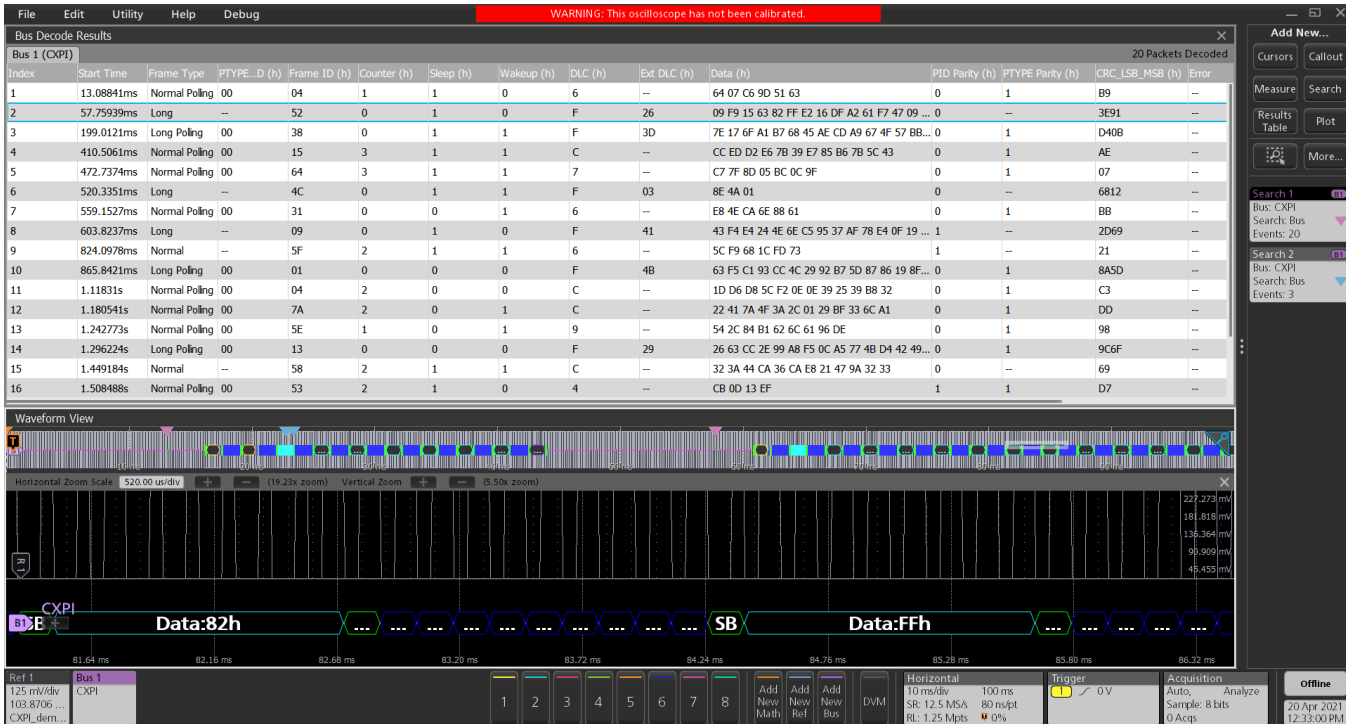 File Edit Utility Help Debug WARNING: This oscilloscope has not been calibrated.
Bus Decode Results
Bus 1 (CXPI) 20 Packets Decoded
Index Start Time Frame Type PTYPE...D (h) Frame ID (h) Counter (h) Sleep (h) Wakeup (h) DLC (h) Ext DLC (h) Data (h) PID Parity (h) PTYPE Parity (h) CRC_LSB_MSB (h) Error
1 13.08841ms Normal Poling 00 04 1 1 0 6 -- 64 07 C6 9D 51 63 0 1 B9 --
2 57.75939ms Long -- 52 0 1 0 F 26 09 F9 15 63 82 FF E2 16 DF A2 61 F7 47 09 ... 0 -- 3E91 --
3 199.0121ms Long Poling 00 38 0 1 1 F 3D 7E 17 6F A1 B7 68 45 AE CD A9 67 4F 57 BB... 0 1 D40B --
4 410.5061ms Normal Poling 00 15 3 1 1 C -- CC ED D2 E6 7B 39 E7 85 B6 7B 5C 43 0 1 AE --
5 472.7374ms Normal Poling 00 64 3 1 1 7 -- C7 7F 8D 05 BC 0C 9F 0 1 07 --
6 520.3351ms Long -- 4C 0 1 1 F 03 8E 4A 01 0 -- 6812 --
7 559.1527ms Normal Poling 00 31 0 0 1 6 -- E8 4E CA 6E 88 61 0 1 BB --
8 603.8237ms Long -- 09 0 1 0 F 41 43 F4 E4 24 4E 6E C5 95 37 AF 78 E4 0F 19 ... 1 -- 2D69 --
9 824.0978ms Normal -- 5F 2 1 1 6 -- 5C F9 68 1C FD 73 1 -- 21 --
10 865.8421ms Long Poling 00 01 0 0 0 F 4B 63 F5 C1 93 CC 4C 29 92 B7 5D 87 86 19 8F... 0 1 8A5D --
11 1.11831s Normal Poling 00 04 2 0 0 C -- 1D D6 D8 5C F2 0E 0E 39 25 39 B8 32 0 1 C3 --
12 1.180541s Normal Poling 00 7A 2 0 1 C -- 22 41 7A 4F 3A 2C 01 29 BF 33 6C A1 0 1 DD --
13 1.242773s Normal Poling 00 5E 1 0 1 9 -- 54 2C 84 B1 62 6C 61 96 DE 0 1 98 --
14 1.296224s Long Poling 00 13 0 0 0 F 29 26 63 CC 2E 99 A8 F5 0C A5 77 4B D4 42 49... 0 1 9C6F --
15 1.449184s Normal -- 58 2 1 1 C -- 32 3A 44 CA 36 CA E8 21 47 9A 32 33 0 -- 69 --
16 1.508488s Normal Poling 00 53 2 1 0 4 -- CB 0D 13 EF 1 1 D7 --
Add New...
Cursors Callout
Measure Search
Results Table Plot
More...
Search 1 B1
Bus: CXPI
Search: Bus
Events: 20
Search 2 B1
Bus: CXPI
Search: Bus
Events: 3
Waveform View
T
Horizontal Zoom Scale 520.00 us/div + − (19.23x zoom) Vertical Zoom + − (5.50x zoom)
227.273 mV
181.818 mV
136.364 mV
90.909 mV
45.455 mV
R1
CXPI
B1 SB Data:82h ... ... ... ... ... ... ... ... ... ... SB Data:FFh ... ... ... ...
81.64 ms 82.16 ms 82.68 ms 83.20 ms 83.72 ms 84.24 ms 84.76 ms 85.28 ms 85.80 ms 86.32 ms
Ref 1
125 mV/div
103.8706 ...
CXPI_dem...
Bus 1
CXPI
1 2 3 4 5 6 7 8
Add New Math
Add New Ref
Add New Bus
DVM
Horizontal
10 ms/div 100 ms
SR: 12.5 MS/s 80 ns/pt
RL: 1.25 Mpts 0%
Trigger
1 0 V
Acquisition
Auto, Analyze
Sample: 8 bits
0 Acqs
Offline
20 Apr 2021
12:33:00 PM